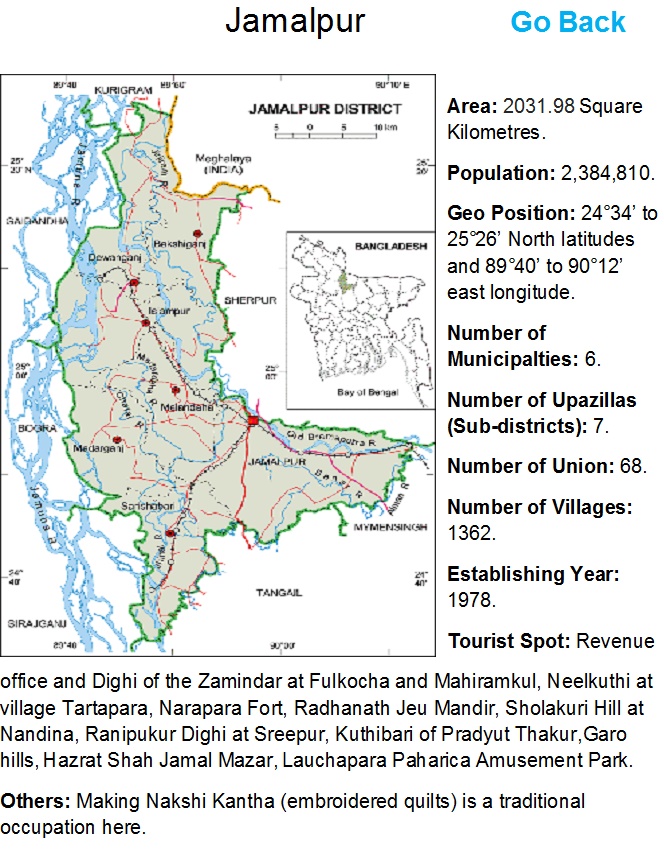 Jamalpur
Go Back
89°40'
89°50'
90°10' E
KURIGRAM
JAMALPUR DISTRICT
5 0 5 10 km
Meghalaya
(INDIA)
Jamuna R
25°
20' N
GAIBANDHA
Bakshiganj
Dewanganj
Islampur
SHERPUR
BANGLADESH
Bay of Bengal
25°
00'
Melandaha
BOGRA
Madarganj
Old Bramaputra R.
JAMALPUR
Banar R
Sarishabari
Jamuna R
MYMENSINGH
24°
40'
24°
40'
TANGAIL
SIRAJGANJ
89°40'
90°00'
Area: 2031.98 Square
Kilometres.
Population: 2,384,810.
Geo Position: 24°34’ to
25°26’ North latitudes
and 89°40’ to 90°12’
east longitude.
Number of
Municipalties: 6.
Number of Upazillas
(Sub-districts): 7.
Number of Union: 68.
Number of Villages:
1362.
Establishing Year:
1978.
Tourist Spot: Revenue
office and Dighi of the Zamindar at Fulkocha and Mahiramkul, Neelkuthi at
village Tartapara, Narapara Fort, Radhanath Jeu Mandir, Sholakuri Hill at
Nandina, Ranipukur Dighi at Sreepur, Kuthibari of Pradyut Thakur,Garo
hills, Hazrat Shah Jamal Mazar, Lauchapara Paharica Amusement Park.
Others: Making Nakshi Kantha (embroidered quilts) is a traditional
occupation here.